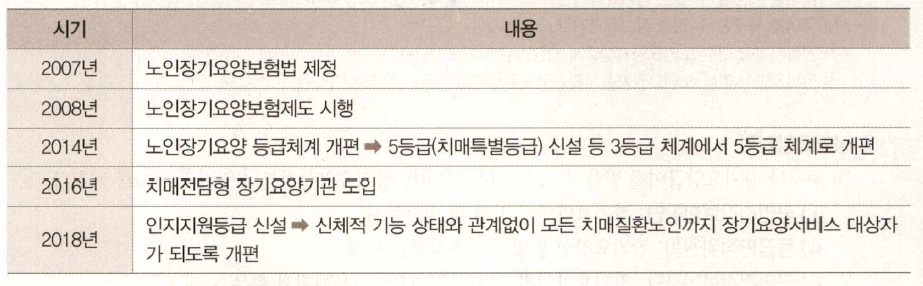 시기 내용
2007년 노인장기요양보험법 제정
2008년 노인장기요양보험제도 시행
2014년 노인장기요양 등급체계 개편 ➡ 5등급(치매특별등급) 신설 등 3등급 체계에서 5등급 체계로 개편
2016년 치매전담형 장기요양기관 도입
2018년 인지지원등급 신설 ➡ 신체적 기능 상태와 관계없이 모든 치매질환노인까지 장기요양서비스 대상자
가 되도록 개편